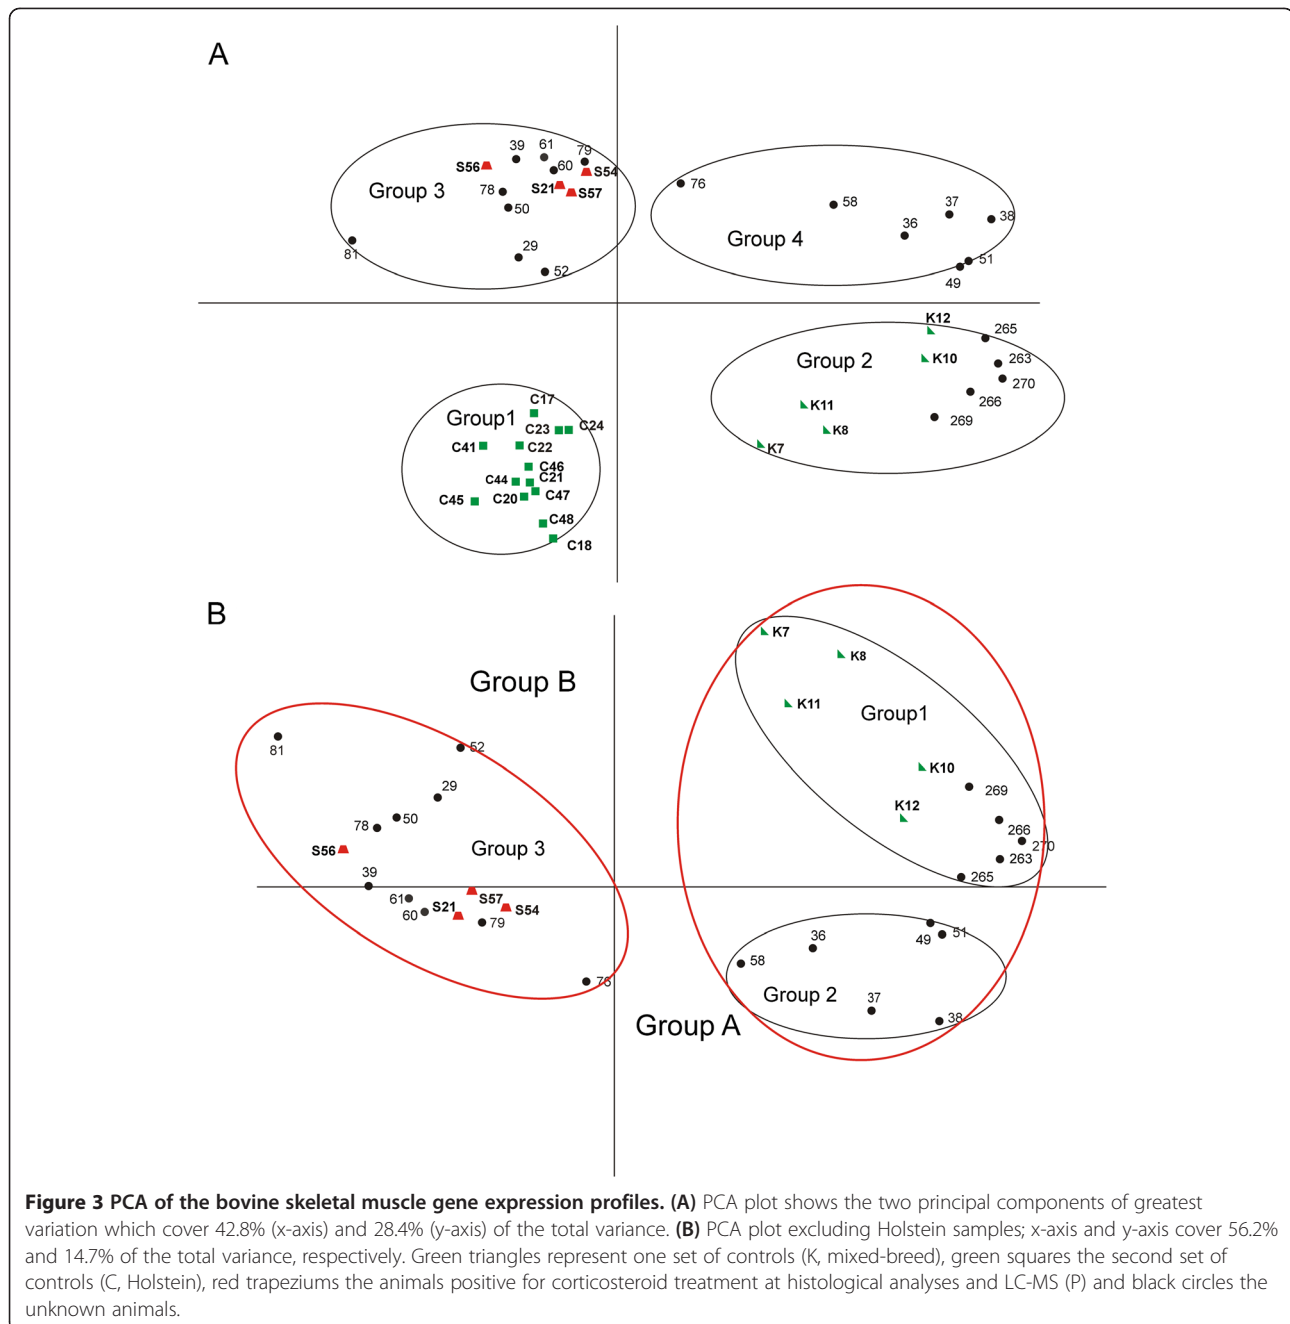 A
39
61
79
S56
60
S54
Group 3
78
S21
S57
50
81
29
52
76
58
37
38
36
Group 4
51
49
K12
265
K10
263
Group 2
270
K11
266
K8
269
K7
C17
Group1
C23
C24
C41
C22
C46
C44
C21
C45
C20
C47
C48
C18
B
K7
K8
Group B
K11
Group1
81
52
K10
29
269
50
K12
78
266
S56
Group 3
270
263
39
265
61
S57
60
S21
S54
79
36
49
51
58
76
Group 2
37
38
Group A
Figure 3 PCA of the bovine skeletal muscle gene expression profiles. (A) PCA plot shows the two principal components of greatest
variation which cover 42.8% (x-axis) and 28.4% (y-axis) of the total variance. (B) PCA plot excluding Holstein samples; x-axis and y-axis cover 56.2%
and 14.7% of the total variance, respectively. Green triangles represent one set of controls (K, mixed-breed), green squares the second set of
controls (C, Holstein), red trapeziums the animals positive for corticosteroid treatment at histological analyses and LC-MS (P) and black circles the
unknown animals.